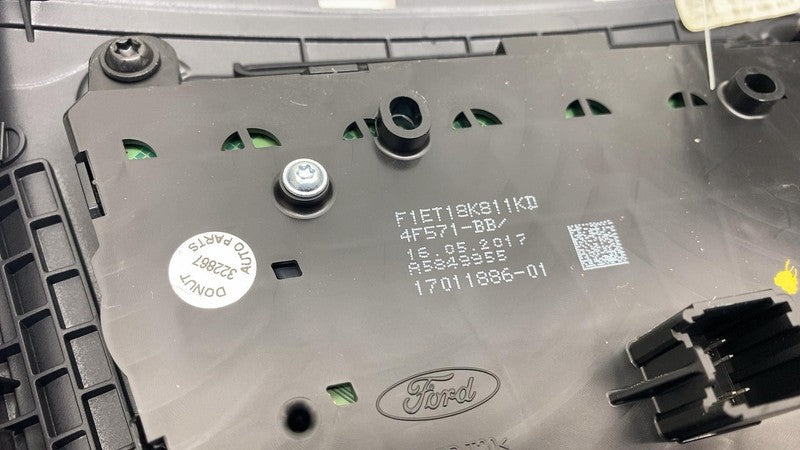 F1ET18K811KD
4F571-BB/
16.05.2017
A5849955
17011886-01
DONUT
322867
AUTO PARTS
Ford